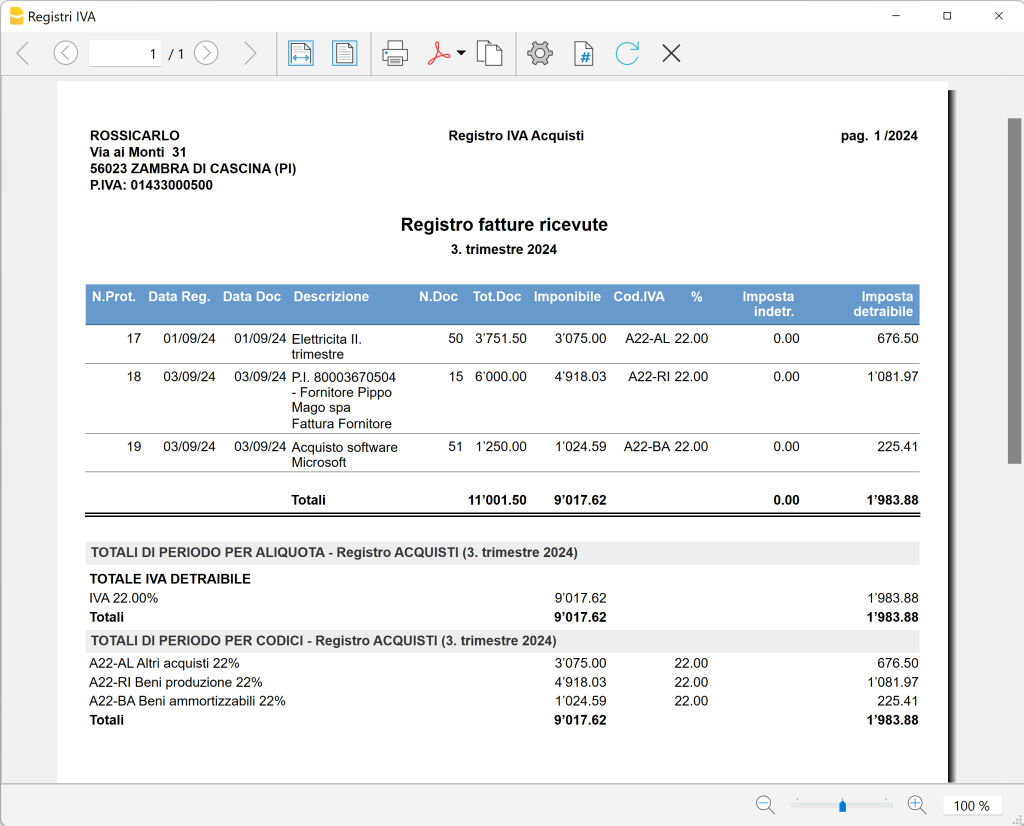 Registri IVA
1 / 1
ROSSICARLO
Registro IVA Acquisti
pag. 1 /2024
Via ai Monti 31
56023 ZAMBRA DI CASCINA (PI)
P.IVA: 01433000500
Registro fatture ricevute
3. trimestre 2024
N.Prot. Data Reg. Data Doc Descrizione N.Doc Tot.Doc Imponibile Cod.IVA % Imposta indetr. Imposta detraibile
17 01/09/24 01/09/24 Elettricita II. 50 3’751.50 3’075.00 A22-AL 22.00 0.00 676.50
trimestre
18 03/09/24 03/09/24 P.I. 80003670504 15 6’000.00 4’918.03 A22-RI 22.00 0.00 1’081.97
- Fornitore Pippo
Mago spa
Fattura Fornitore
19 03/09/24 03/09/24 Acquisto software 51 1’250.00 1’024.59 A22-BA 22.00 0.00 225.41
Microsoft
Totali 11’001.50 9’017.62 0.00 1’983.88
TOTALI DI PERIODO PER ALIQUOTA - Registro ACQUISTI (3. trimestre 2024)
TOTALE IVA DETRAIBILE
IVA 22.00% 9’017.62 1’983.88
Totali 9’017.62 1’983.88
TOTALI DI PERIODO PER CODICI - Registro ACQUISTI (3. trimestre 2024)
A22-AL Altri acquisti 22% 3’075.00 22.00 676.50
A22-RI Beni produzione 22% 4’918.03 22.00 1’081.97
A22-BA Beni ammortizzabili 22% 1’024.59 22.00 225.41
Totali 9’017.62 1’983.88
100 %